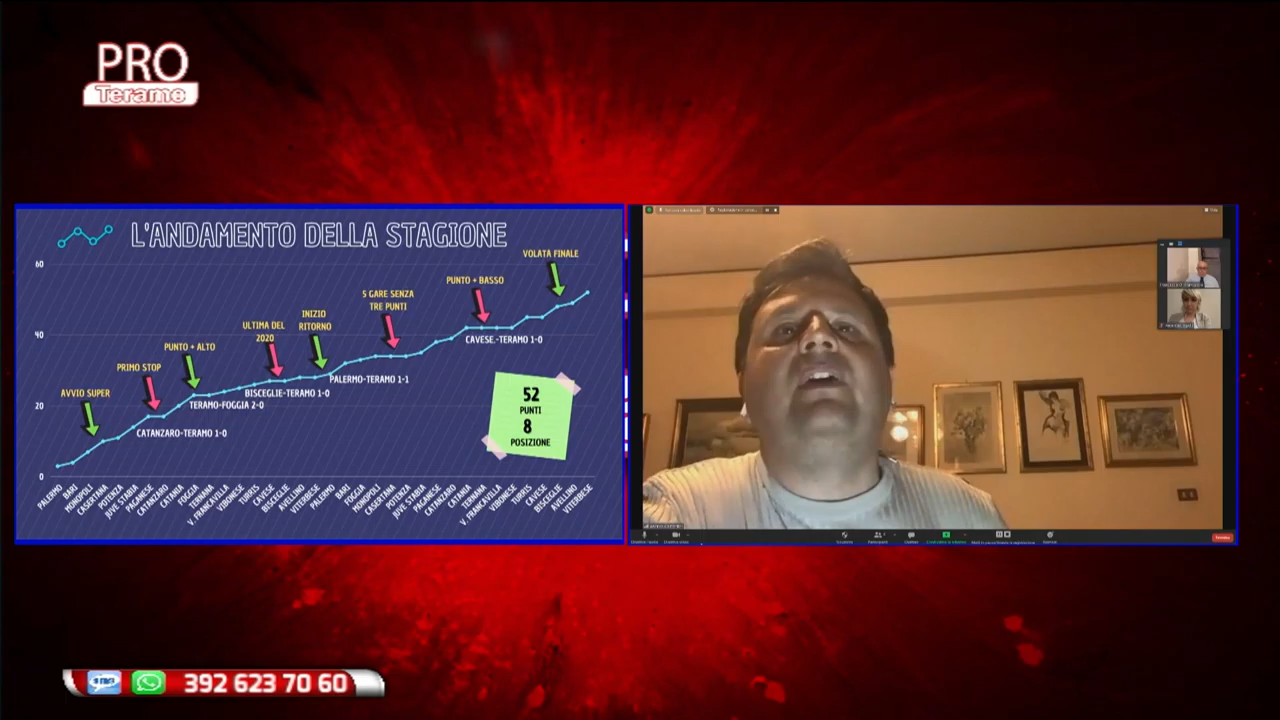 PRO
Teramo
L'ANDAMENTO DELLA STAGIONE
60
40
20
0
VOLATA FINALE
PUNTO + BASSO
5 GARE SENZA
TRE PUNTI
INIZIO
RITORNO
ULTIMA DEL
2020
PUNTO + ALTO
PRIMO STOP
AVVIO SUPER
CAVESE.-TERAMO 1-0
PALERMO-TERAMO 1-1
BISCEGLIE-TERAMO 1-0
TERAMO-FOGGIA 2-0
CATANZARO-TERAMO 1-0
52
PUNTI
8
POSIZIONE
PALERMO
BARI
MONOPOLI
CASERTANA
POTENZA
JUVE STABIA
PAGANESE
CATANZARO
CATANIA
FOGGIA
TERNANA
V. FRANCAVILLA
VIBONESE
TURRIS
CAVESE
BISCEGLIE
AVELLINO
VITERBESE
PALERMO
BARI
FOGGIA
MONOPOLI
CASERTANA
POTENZA
JUVE STABIA
PAGANESE
CATANZARO
CATANIA
TERNANA
V. FRANCAVILLA
VIBONESE
TURRIS
CAVESE
BISCEGLIE
AVELLINO
VITERBESE
392 623 70 60